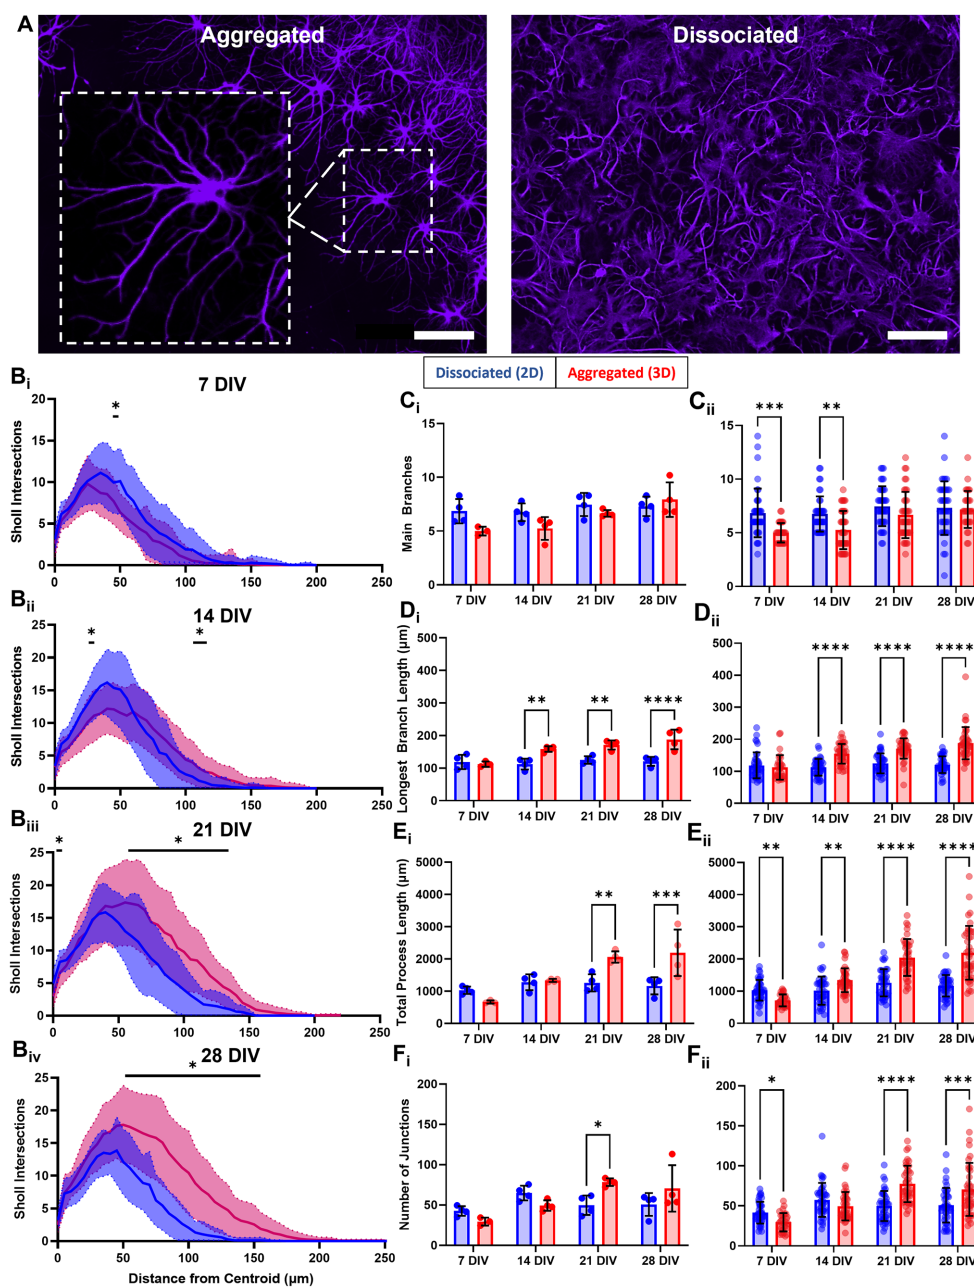 A
Aggregated
Dissociated
Dissociated (2D)
Aggregated (3D)
Bi
7 DIV
*
Sholl Intersections
20
15
10
5
0
0 50 100 150 200 250
Ci
Main Branches
15
10
5
0
7 DIV 14 DIV 21 DIV 28 DIV
Cii
*** **
15
10
5
0
7 DIV 14 DIV 21 DIV 28 DIV
Bii
14 DIV
* *
Sholl Intersections
25
20
15
10
5
0
0 50 100 150 200 250
Di
Longest Branch Length (µm)
500
400
300
200
100
0
** ** ****
7 DIV 14 DIV 21 DIV 28 DIV
Dii
**** **** ****
500
400
300
200
100
0
7 DIV 14 DIV 21 DIV 28 DIV
Biii
21 DIV
* *
Sholl Intersections
25
20
15
10
5
0
0 50 100 150 200 250
Ei
Total Process Length (µm)
5000
4000
3000
2000
1000
0
** ***
7 DIV 14 DIV 21 DIV 28 DIV
Eii
** ** **** ****
5000
4000
3000
2000
1000
0
7 DIV 14 DIV 21 DIV 28 DIV
Biv
28 DIV
*
Sholl Intersections
25
20
15
10
5
0
0 50 100 150 200 250
Distance from Centroid (µm)
Fi
Number of Junctions
200
150
100
50
0
*
7 DIV 14 DIV 21 DIV 28 DIV
Fii
* **** ***
200
150
100
50
0
7 DIV 14 DIV 21 DIV 28 DIV